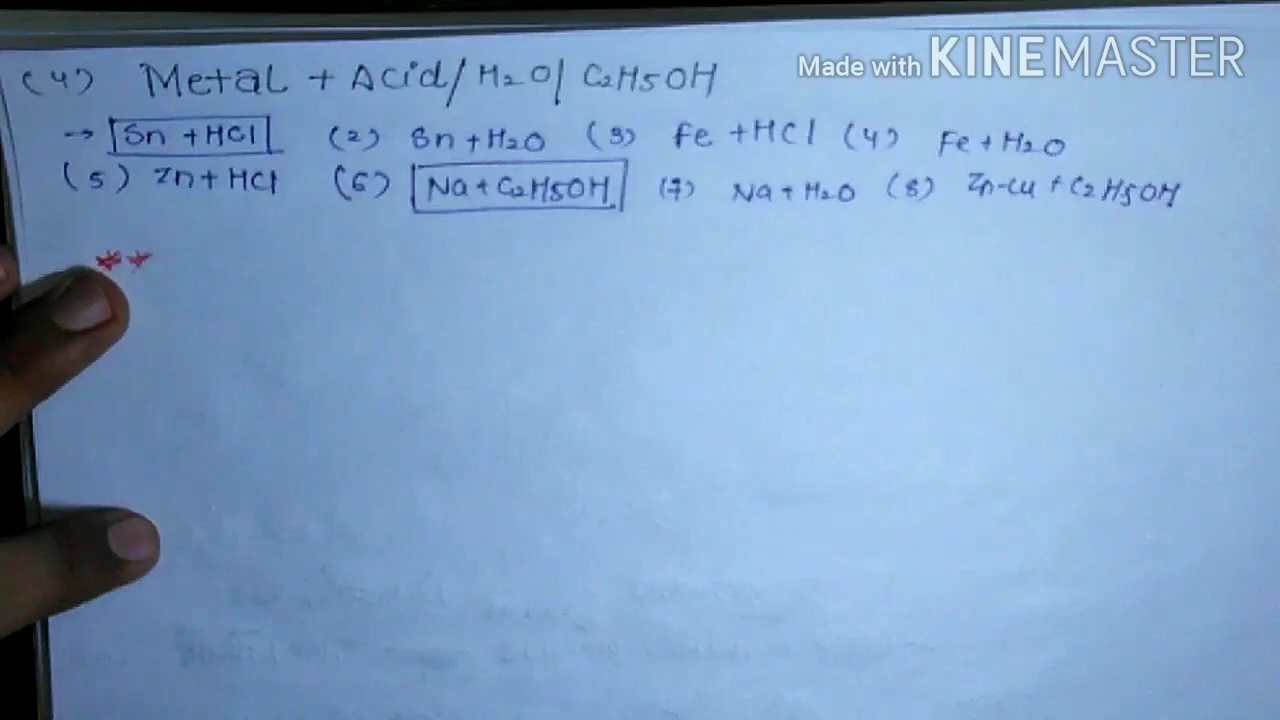 Made with KINEMASTER
(4) Metal + Acid/H2O/C2H5OH
→ Sn + HCl (2) Sn + H2O (3) Fe + HCl (4) Fe + H2O
(5) Zn + HCl (6) Na + C2H5OH (7) Na + H2O (8) Zn-Cu + C2H5OH
**